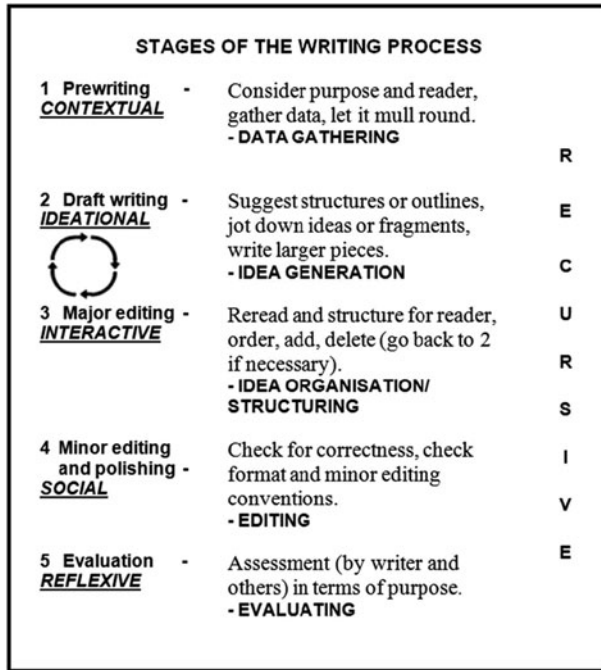 STAGES OF THE WRITING PROCESS
1 Prewriting - Consider purpose and reader,
CONTEXTUAL gather data, let it mull round.
- DATA GATHERING
2 Draft writing - Suggest structures or outlines,
IDEATIONAL jot down ideas or fragments,
write larger pieces.
- IDEA GENERATION
3 Major editing - Reread and structure for reader,
INTERACTIVE order, add, delete (go back to 2
if necessary).
- IDEA ORGANISATION/
STRUCTURING
4 Minor editing Check for correctness, check
and polishing - format and minor editing
SOCIAL conventions.
- EDITING
5 Evaluation - Assessment (by writer and
REFLEXIVE others) in terms of purpose.
- EVALUATING
R
E
C
U
R
S
I
V
E